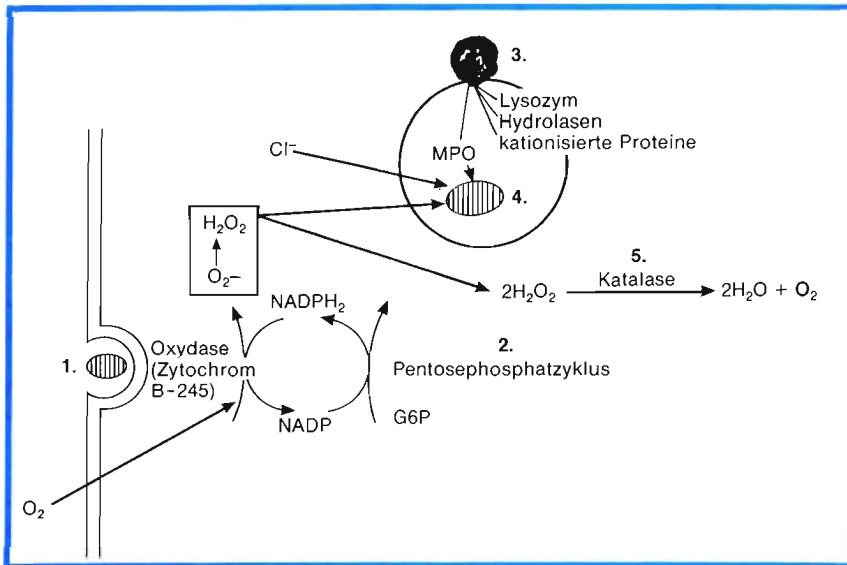 3.
Lysozym
Hydrolasen
kationisierte Proteine
MPO
Cl⁻
4.
H₂O₂
O₂–
5.
Katalase
2H₂O₂
2H₂O + O₂
NADPH₂
2.
Pentosephosphatzyklus
1.
Oxydase
(Zytochrom
B-245)
NADP
G6P
O₂